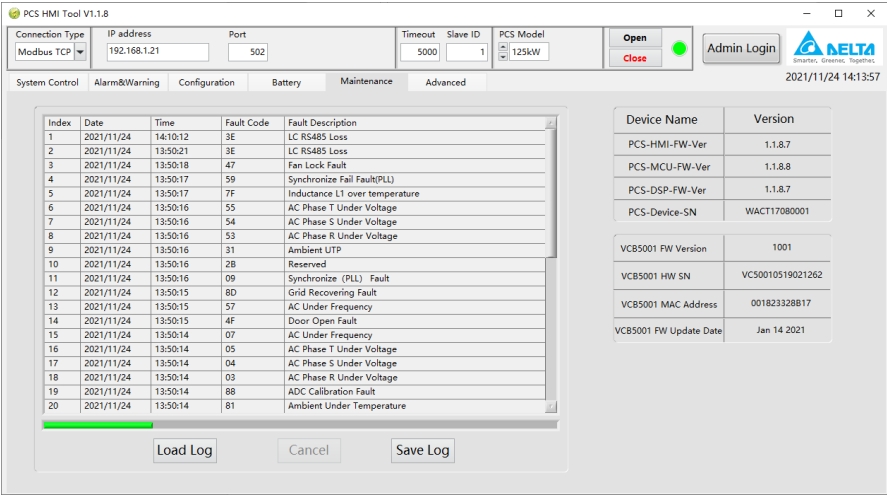 PCS HMI Tool V1.1.8
Connection Type IP address Port Timeout Slave ID PCS Model
Modbus TCP 192.168.1.21 502 5000 1 125kW
Open
Close
Admin Login
DELTA
Smarter. Greener. Together.
System Control Alarm&Warning Configuration Battery Maintenance Advanced
2021/11/24 14:13:57
Index Date Time Fault Code Fault Description
1 2021/11/24 14:10:12 3E LC RS485 Loss
2 2021/11/24 13:50:21 3E LC RS485 Loss
3 2021/11/24 13:50:18 47 Fan Lock Fault
4 2021/11/24 13:50:17 59 Synchronize Fail Fault(PLL)
5 2021/11/24 13:50:17 7F Inductance L1 over temperature
6 2021/11/24 13:50:16 55 AC Phase T Under Voltage
7 2021/11/24 13:50:16 54 AC Phase S Under Voltage
8 2021/11/24 13:50:16 53 AC Phase R Under Voltage
9 2021/11/24 13:50:16 31 Ambient UTP
10 2021/11/24 13:50:16 2B Reserved
11 2021/11/24 13:50:16 09 Synchronize (PLL) Fault
12 2021/11/24 13:50:15 8D Grid Recovering Fault
13 2021/11/24 13:50:15 57 AC Under Frequency
14 2021/11/24 13:50:15 4F Door Open Fault
15 2021/11/24 13:50:14 07 AC Under Frequency
16 2021/11/24 13:50:14 05 AC Phase T Under Voltage
17 2021/11/24 13:50:14 04 AC Phase S Under Voltage
18 2021/11/24 13:50:14 03 AC Phase R Under Voltage
19 2021/11/24 13:50:14 88 ADC Calibration Fault
20 2021/11/24 13:50:14 81 Ambient Under Temperature
Load Log Cancel Save Log
Device Name Version
PCS-HMI-FW-Ver 1.1.8.7
PCS-MCU-FW-Ver 1.1.8.8
PCS-DSP-FW-Ver 1.1.8.7
PCS-Device-SN WACT17080001
VCB5001 FW Version 1001
VCB5001 HW SN VC50010519021262
VCB5001 MAC Address 001823328B17
VCB5001 FW Update Date Jan 14 2021